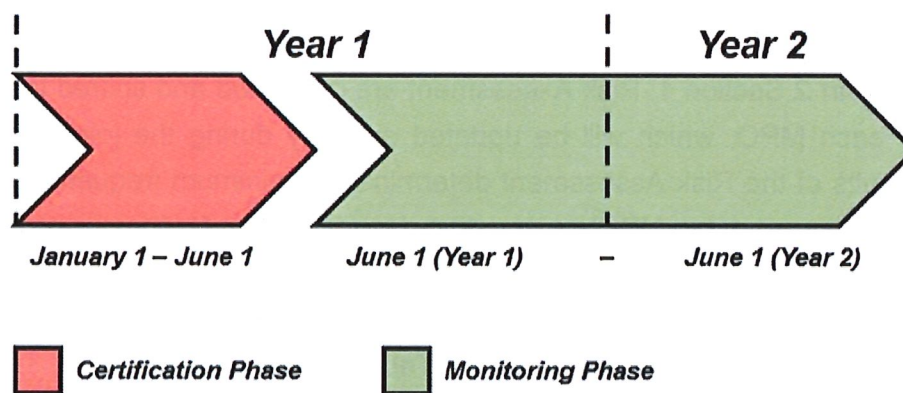 Year 1 Year 2
January 1 – June 1 June 1 (Year 1) – June 1 (Year 2)
Certification Phase Monitoring Phase